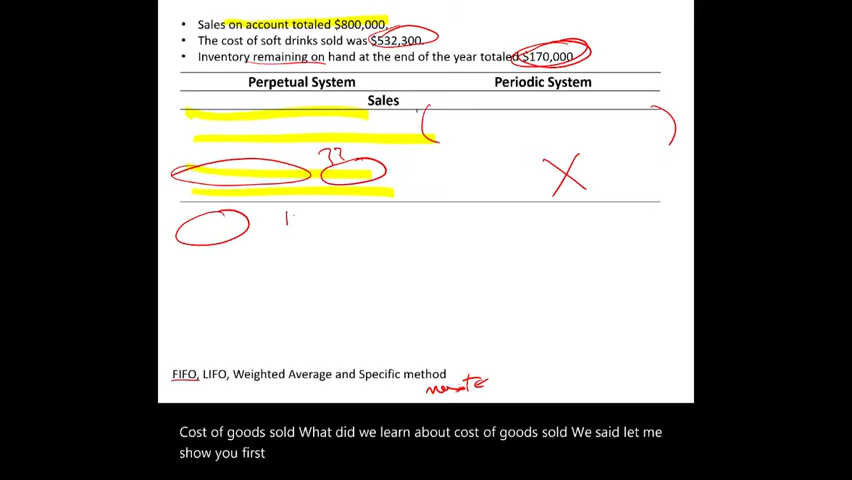 • Sales on account totaled $800,000.
• The cost of soft drinks sold was $532,300.
• Inventory remaining on hand at the end of the year totaled $170,000
Perpetual System Periodic System
Sales
??
FIFO, LIFO, Weighted Average and Specific method
Cost of goods sold What did we learn about cost of goods sold We said let me
show you first